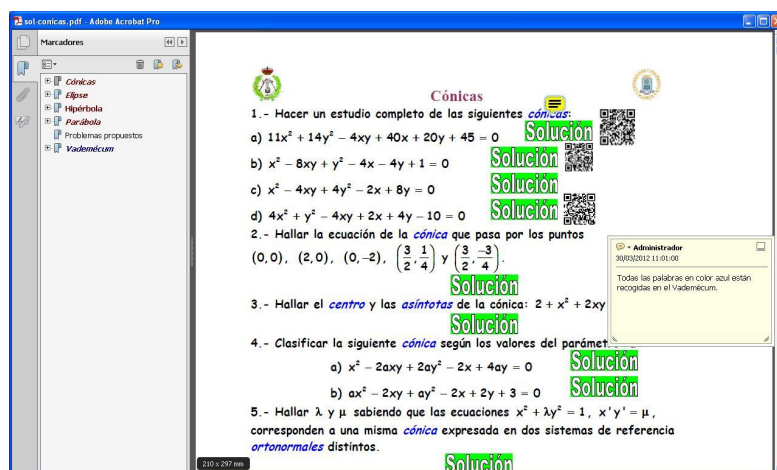 sol-conicas.pdf - Adobe Acrobat Pro
Marcadores
Cónicas
Elipse
Hipérbola
Parábola
Problemas propuestos
Vademécum
Cónicas
1.- Hacer un estudio completo de las siguientes cónicas:
a) 11x² + 14y² – 4xy + 40x + 20y + 45 = 0 Solución
b) x² – 8xy + y² – 4x – 4y + 1 = 0 Solución
c) x² – 4xy + 4y² – 2x + 8y = 0 Solución
d) 4x² + y² – 4xy + 2x + 4y – 10 = 0 Solución
2.- Hallar la ecuación de la cónica que pasa por los puntos
(0,0), (2,0), (0,–2), (3/2, 1/4) y (3/2, –3/4).
Solución
3.- Hallar el centro y las asíntotas de la cónica: 2 + x² + 2xy
Solución
4.- Clasificar la siguiente cónica según los valores del parámet
a) x² – 2axy + 2ay² – 2x + 4ay = 0 Solución
b) ax² – 2xy + ay² – 2x + 2y + 3 = 0 Solución
5.- Hallar λ y μ sabiendo que las ecuaciones x² + λy² = 1, x'y' = μ,
corresponden a una misma cónica expresada en dos sistemas de referencia
ortonormales distintos.
Solución
Administrador
30/03/2012 11:01:00
Todas las palabras en color azul están
recogidas en el Vademécum.
210 x 297 mm